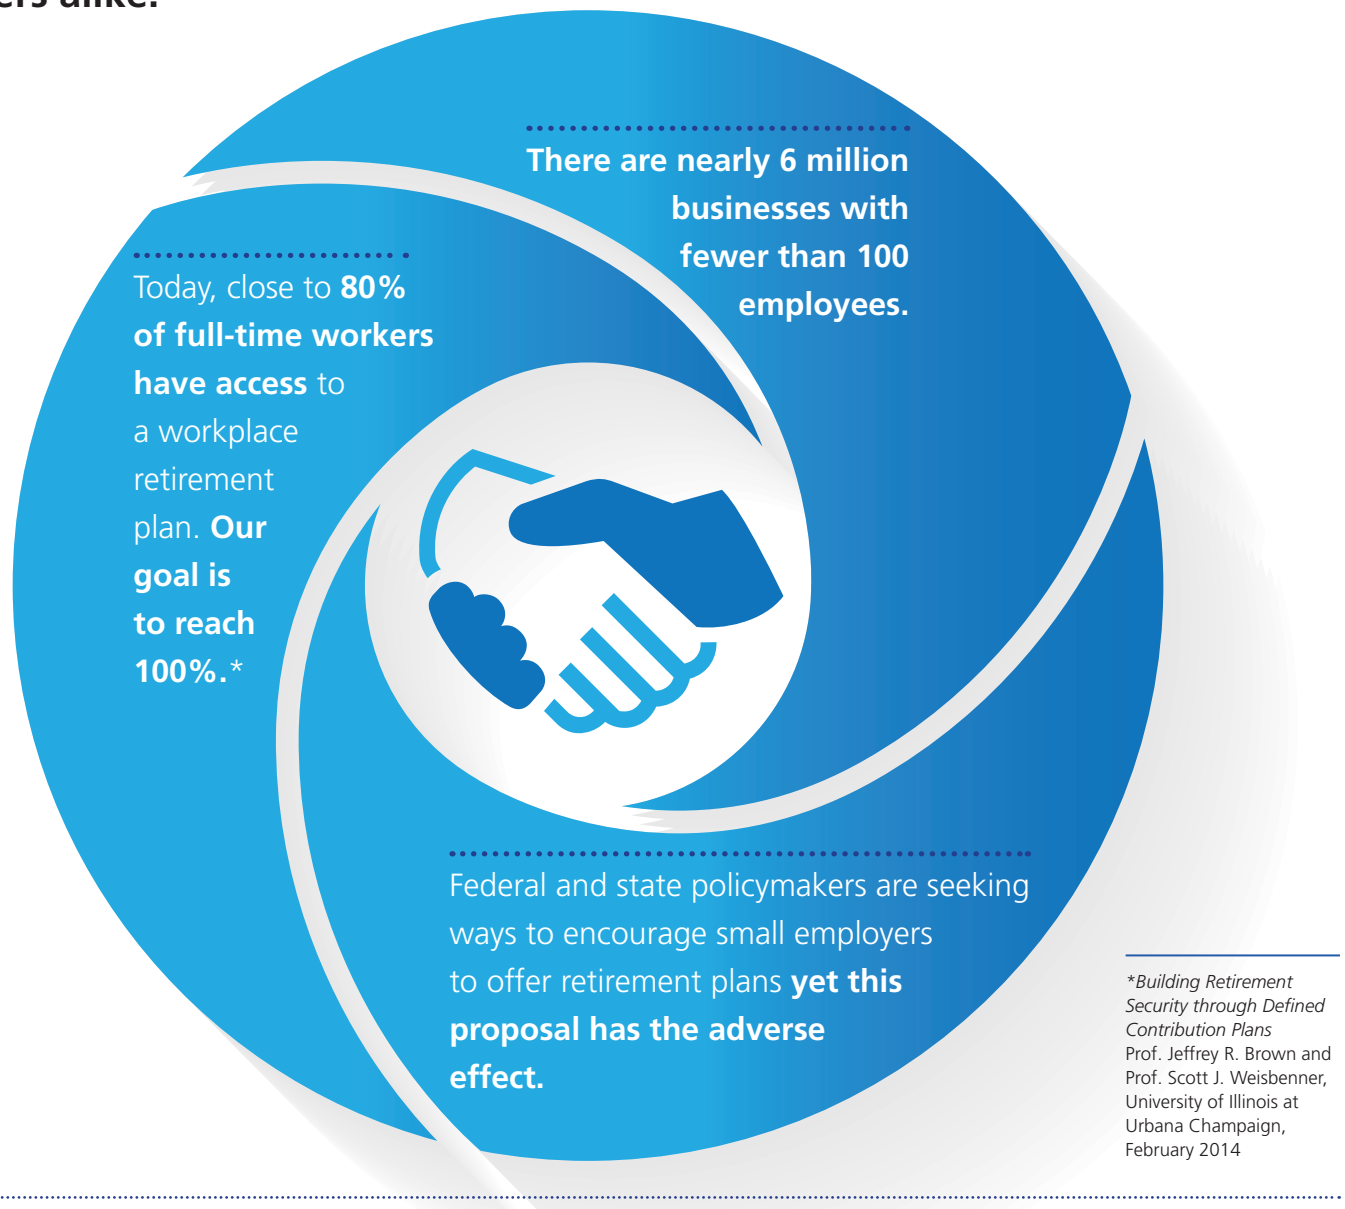 alike.
Today, close to 80%
of full-time workers
have access to
a workplace
retirement
plan. Our
goal is
to reach
100%.*
There are nearly 6 million
businesses with
fewer than 100
employees.
Federal and state policymakers are seeking
ways to encourage small employers
to offer retirement plans yet this
proposal has the adverse
effect.
*Building Retirement
Security through Defined
Contribution Plans
Prof. Jeffrey R. Brown and
Prof. Scott J. Weisbenner,
University of Illinois at
Urbana Champaign,
February 2014